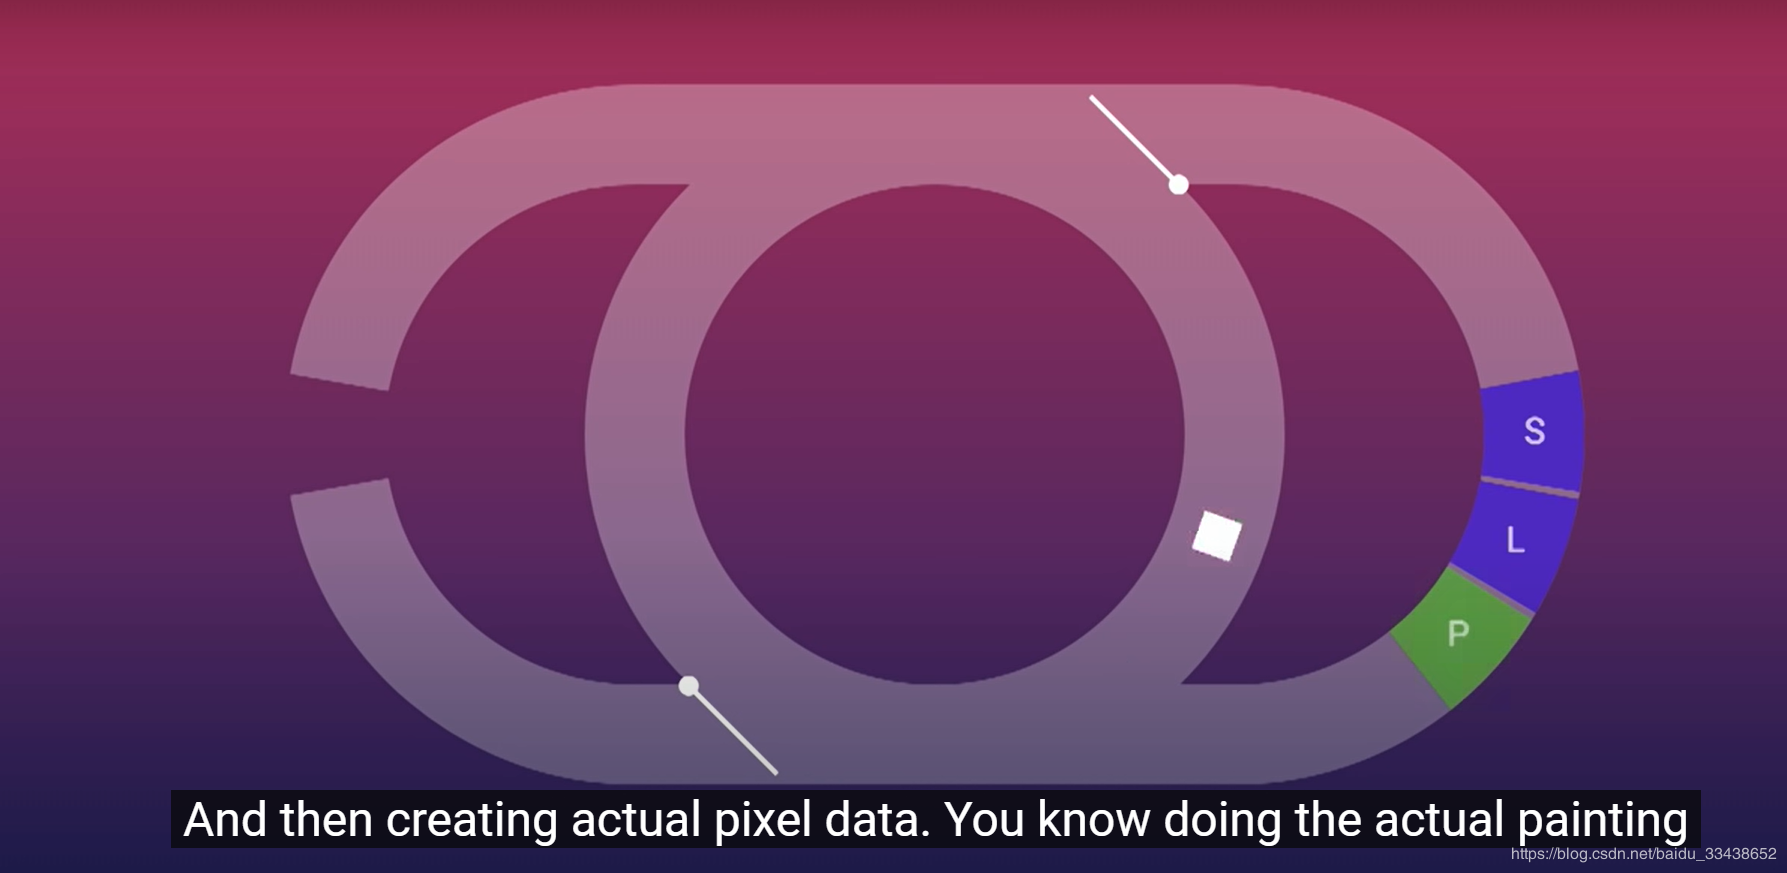 S
L
P
And then creating actual pixel data. You know doing the actual painting
https://blog.csdn.net/baidu_33438652